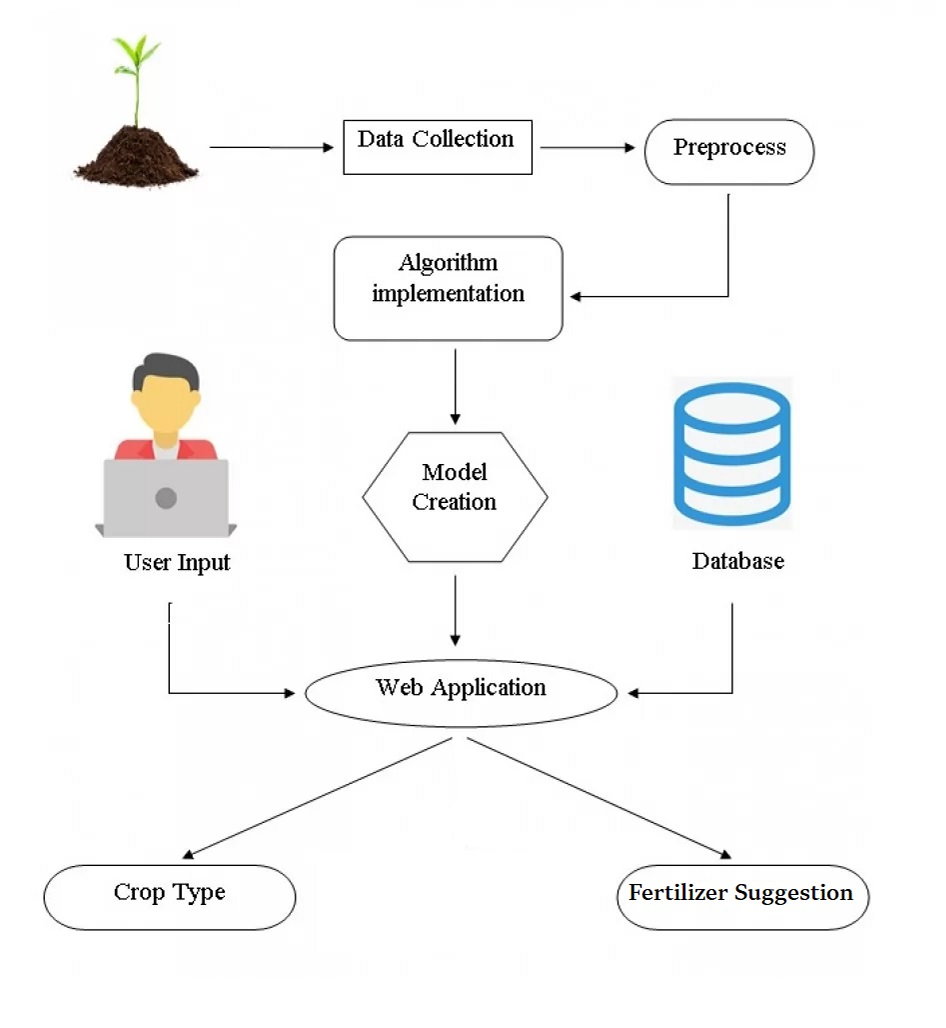 Data Collection
Preprocess
Algorithm
implementation
Model
Creation
User Input
Database
Web Application
Crop Type
Fertilizer Suggestion